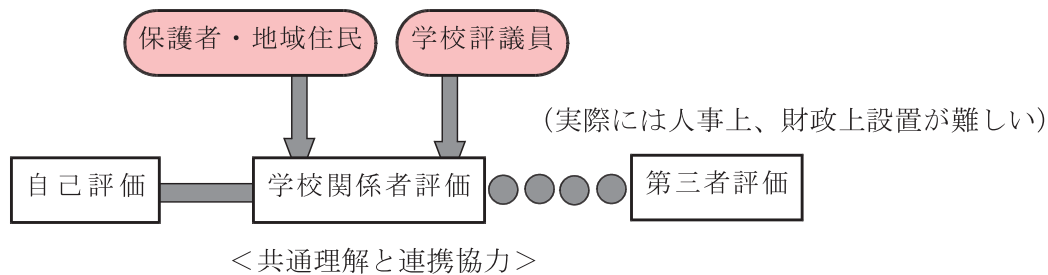 保護者・地域住民
学校評議員
（実際には人事上、財政上設置が難しい）
自己評価
学校関係者評価
第三者評価
＜共通理解と連携協力＞